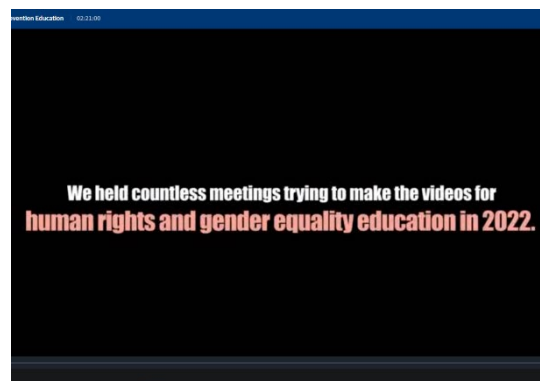 vention Education 02:21:00
We held countless meetings trying to make the videos for
human rights and gender equality education in 2022.